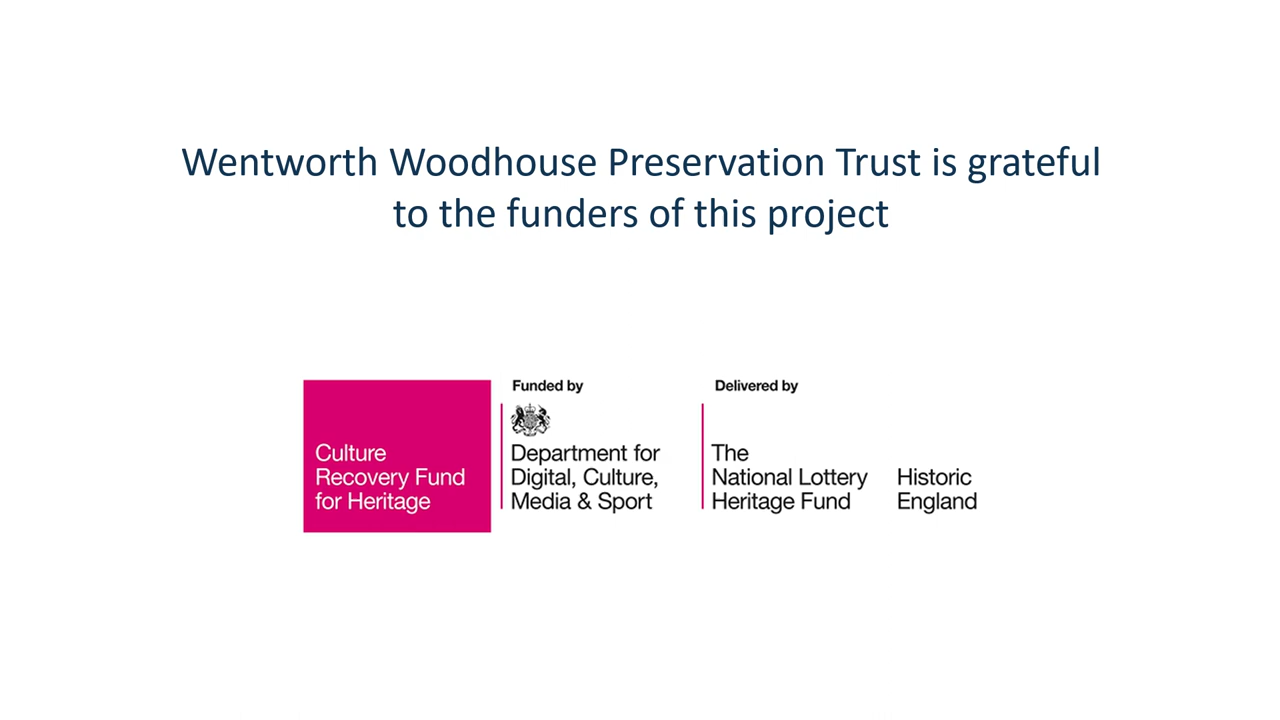 Wentworth Woodhouse Preservation Trust is grateful
to the funders of this project
Culture
Recovery Fund
for Heritage
Funded by
Department for
Digital, Culture,
Media & Sport
Delivered by
The
National Lottery
Heritage Fund
Historic
England